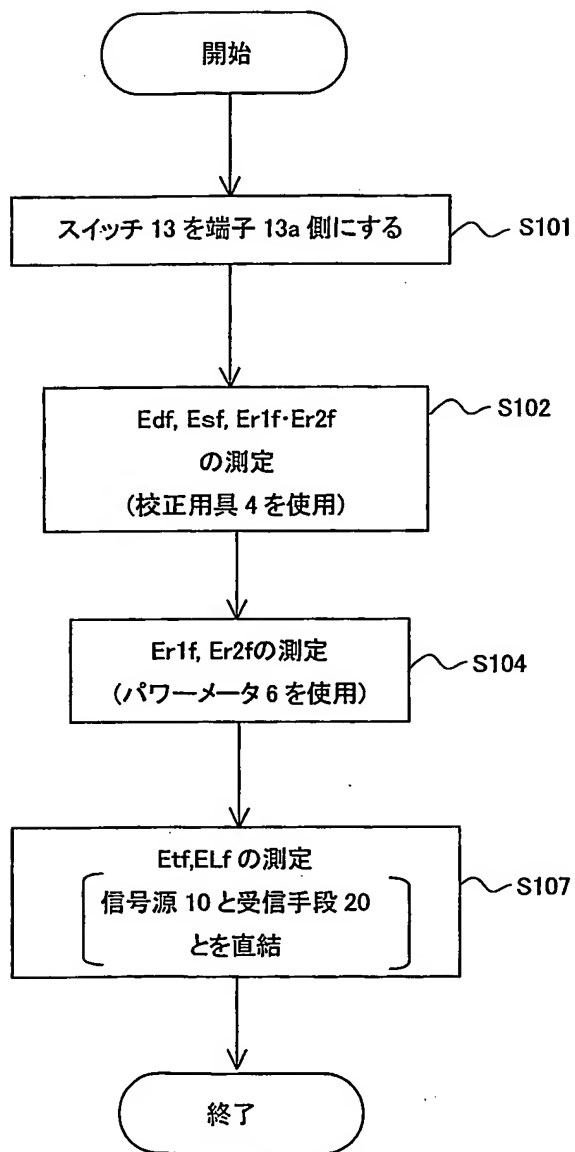 開始
スイッチ 13 を端子 13a 側にする
S101
Edf, Esf, Er1f・Er2f
の測定
(校正用具 4 を使用)
S102
Er1f, Er2fの測定
(パワーメータ 6 を使用)
S104
Etf,ELf の測定
信号源 10 と受信手段 20
とを直結
S107
終了